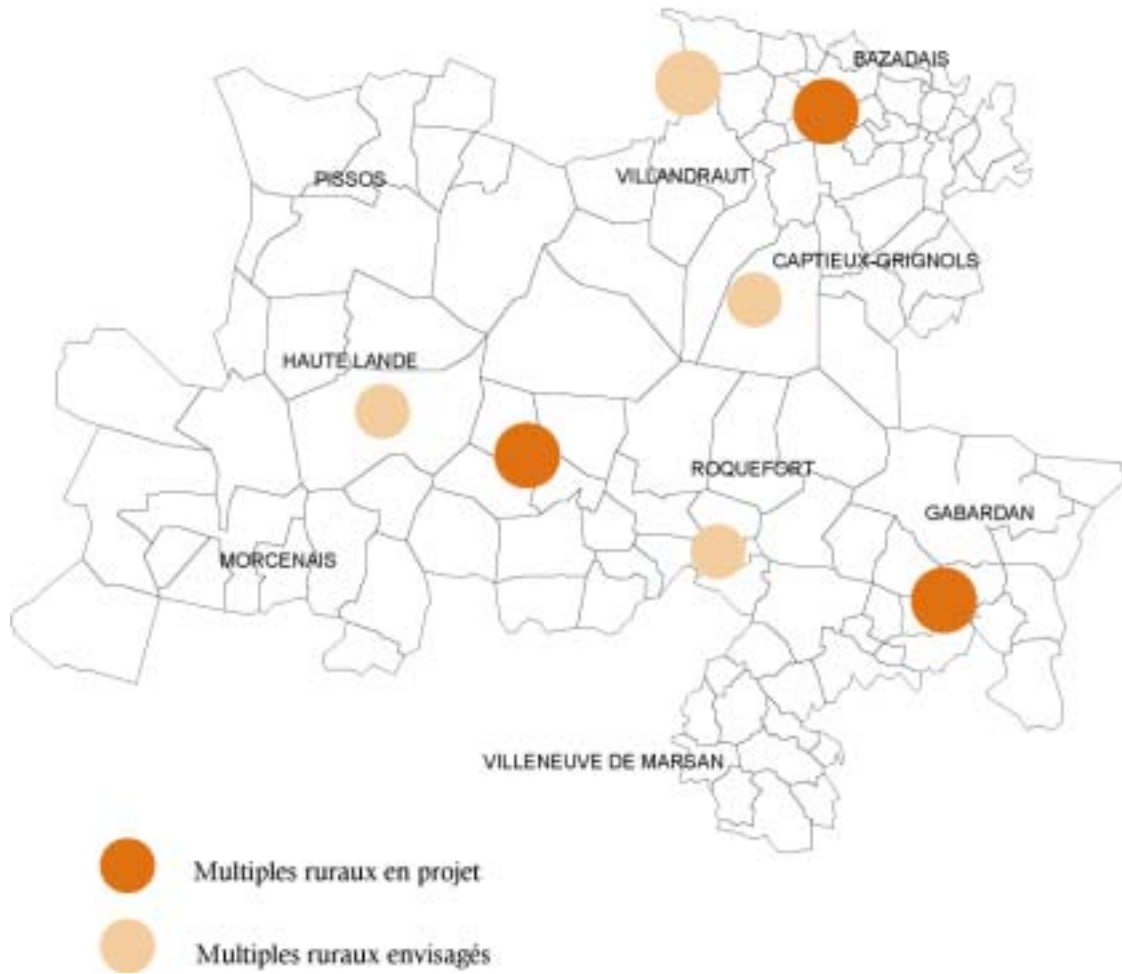 BAZADAIS
PISSOS
VILLANDRAUT
CAPTIEUX-GRIGNOLS
HAUTE LANDE
ROQUEFORT
GABARDAN
MORCENAIS
VILLENEUVE DE MARSAN
Multiples ruraux en projet
Multiples ruraux envisagés